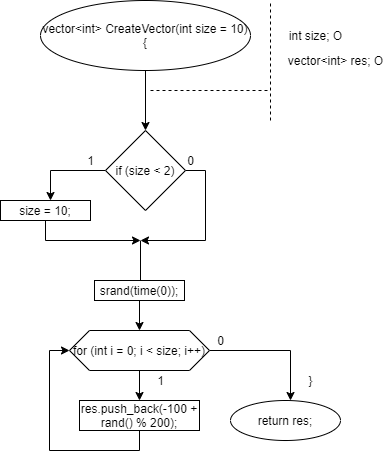 vector<int> CreateVector(int size = 10)
{
int size; O
vector<int> res; O
if (size < 2)
1
0
size = 10;
srand(time(0));
for (int i = 0; i < size; i++)
0
1
}
res.push_back(-100 +
rand() % 200);
return res;